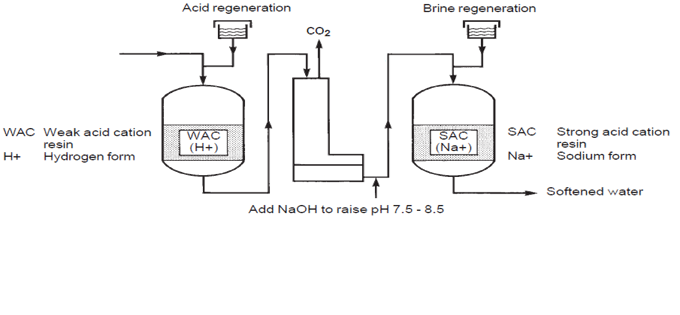 Acid regeneration
Brine regeneration
CO2
WAC Weak acid cation
resin
H+ Hydrogen form
WAC
(H+)
SAC
(Na+)
SAC Strong acid cation
resin
Na+ Sodium form
Softened water
Add NaOH to raise pH 7.5 - 8.5